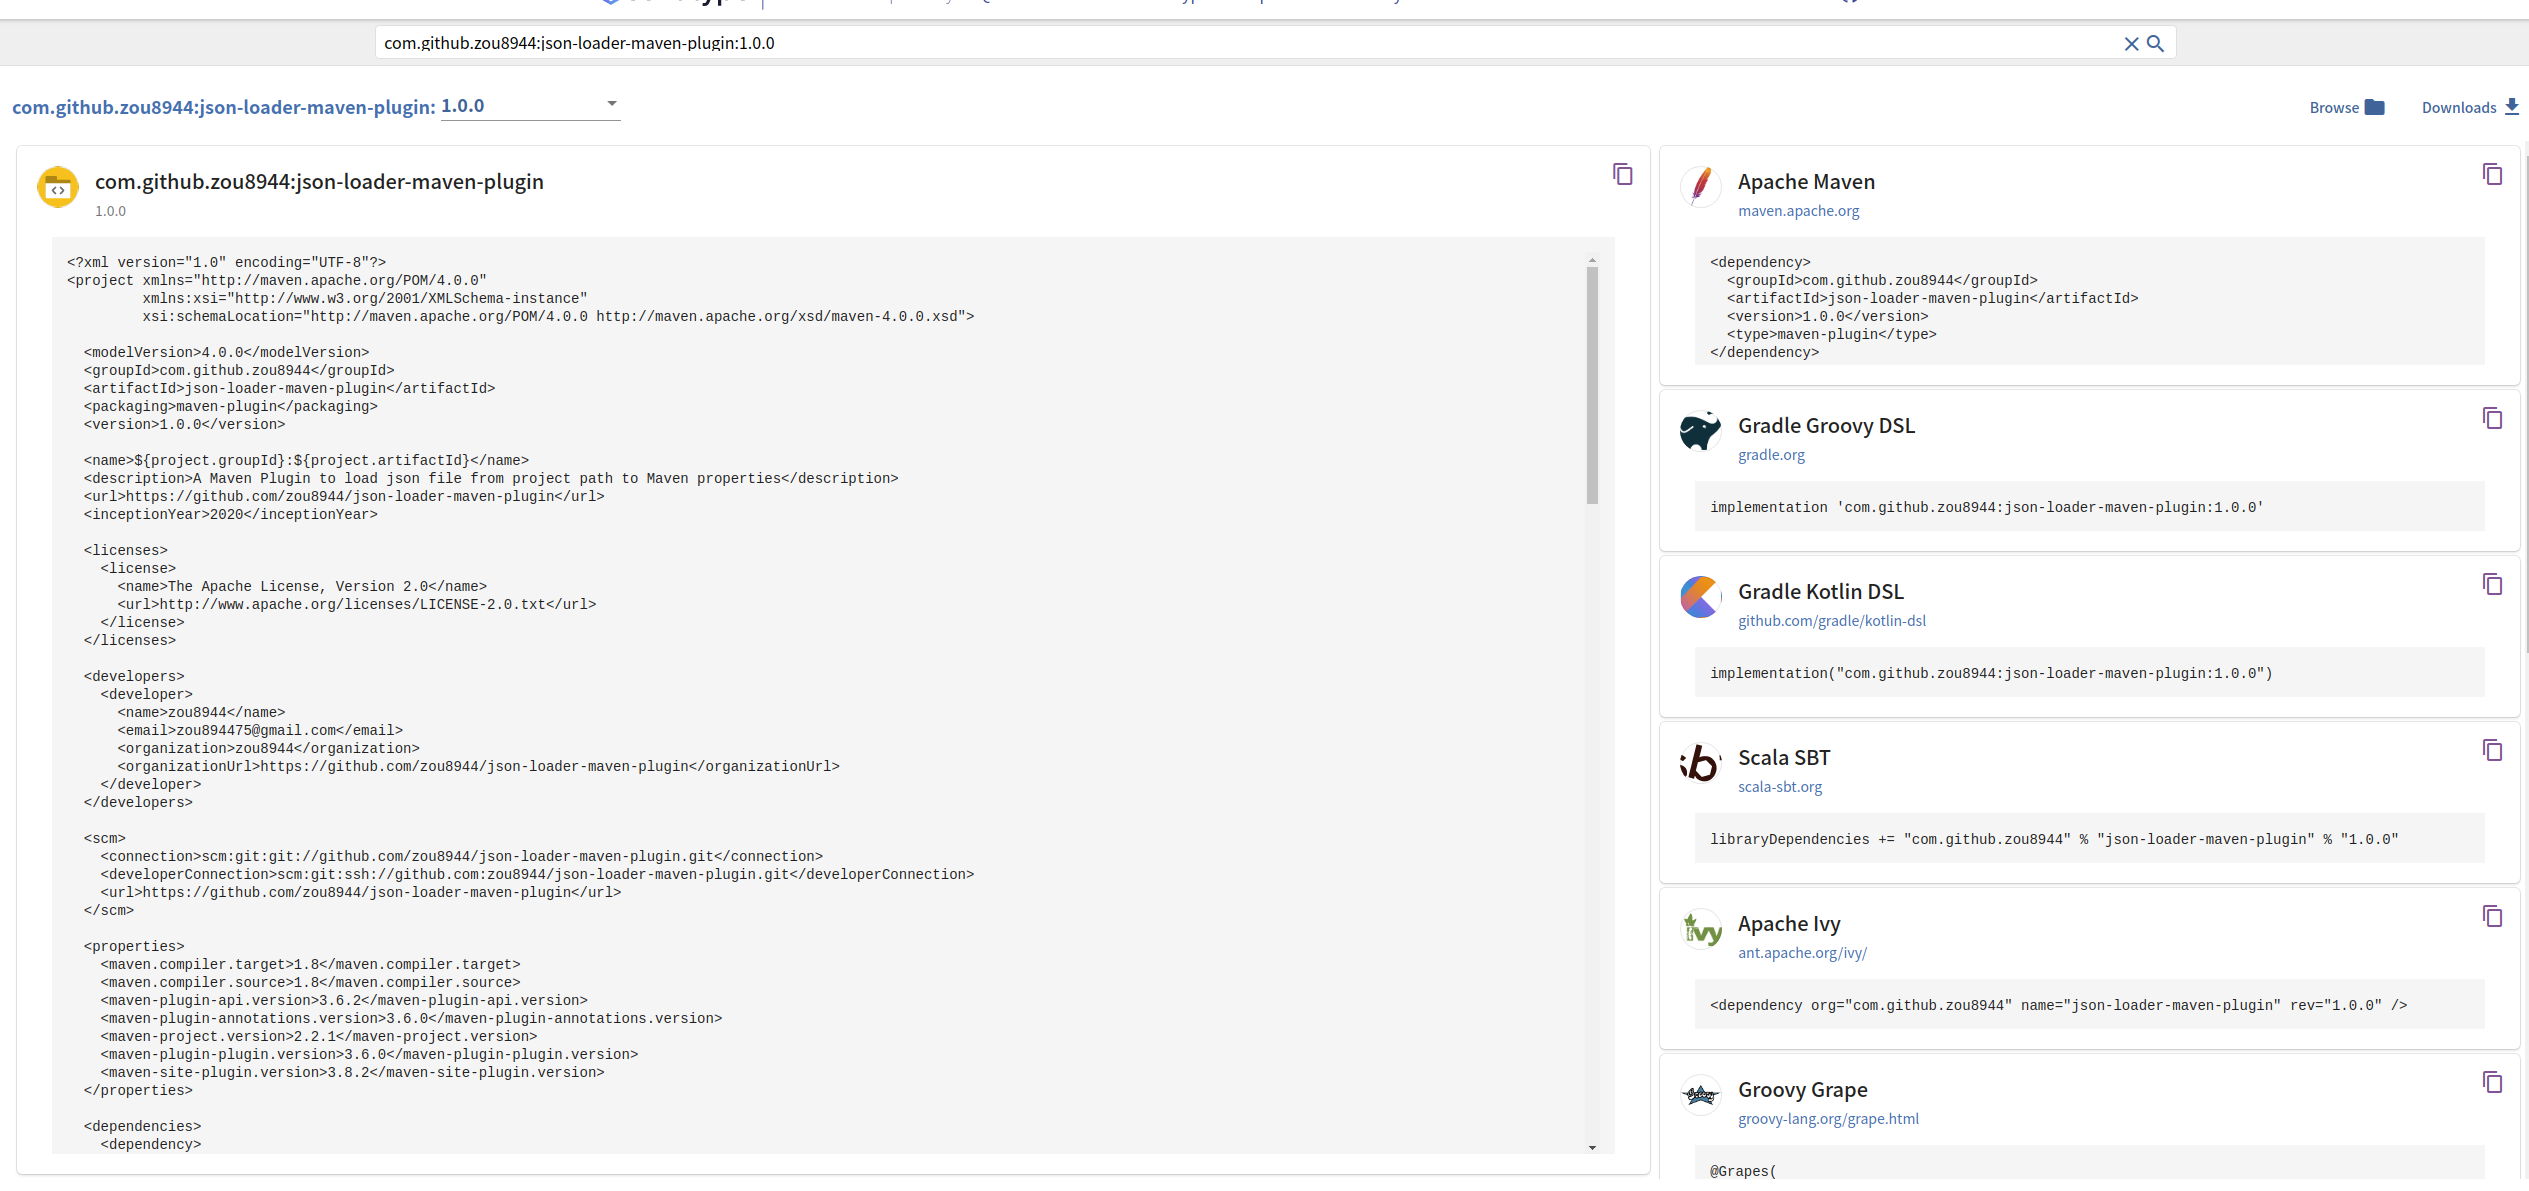 com.github.zou8944:json-loader-maven-plugin:1.0.0
com.github.zou8944:json-loader-maven-plugin: 1.0.0
Browse
Downloads
com.github.zou8944:json-loader-maven-plugin
1.0.0
<?xml version="1.0" encoding="UTF-8"?>
<project xmlns="http://maven.apache.org/POM/4.0.0"
         xmlns:xsi="http://www.w3.org/2001/XMLSchema-instance"
         xsi:schemaLocation="http://maven.apache.org/POM/4.0.0 http://maven.apache.org/xsd/maven-4.0.0.xsd">
  <modelVersion>4.0.0</modelVersion>
  <groupId>com.github.zou8944</groupId>
  <artifactId>json-loader-maven-plugin</artifactId>
  <packaging>maven-plugin</packaging>
  <version>1.0.0</version>
  <name>${project.groupId}:${project.artifactId}</name>
  <description>A Maven Plugin to load json file from project path to Maven properties</description>
  <url>https://github.com/zou8944/json-loader-maven-plugin</url>
  <inceptionYear>2020</inceptionYear>
  <licenses>
    <license>
      <name>The Apache License, Version 2.0</name>
      <url>http://www.apache.org/licenses/LICENSE-2.0.txt</url>
    </license>
  </licenses>
  <developers>
    <developer>
      <name>zou8944</name>
      <email>zou894475@gmail.com</email>
      <organization>zou8944</organization>
      <organizationUrl>https://github.com/zou8944/json-loader-maven-plugin</organizationUrl>
    </developer>
  </developers>
  <scm>
    <connection>scm:git:git://github.com/zou8944/json-loader-maven-plugin.git</connection>
    <developerConnection>scm:git:ssh://github.com:zou8944/json-loader-maven-plugin.git</developerConnection>
    <url>https://github.com/zou8944/json-loader-maven-plugin</url>
  </scm>
  <properties>
    <maven.compiler.target>1.8</maven.compiler.target>
    <maven.compiler.source>1.8</maven.compiler.source>
    <maven-plugin-api.version>3.6.2</maven-plugin-api.version>
    <maven-plugin-annotations.version>3.6.0</maven-plugin-annotations.version>
    <maven-project.version>2.2.1</maven-project.version>
    <maven-plugin-plugin.version>3.6.0</maven-plugin-plugin.version>
    <maven-site-plugin.version>3.8.2</maven-site-plugin.version>
  </properties>
  <dependencies>
    <dependency>
Apache Maven
maven.apache.org
<dependency>
  <groupId>com.github.zou8944</groupId>
  <artifactId>json-loader-maven-plugin</artifactId>
  <version>1.0.0</version>
  <type>maven-plugin</type>
</dependency>
Gradle Groovy DSL
gradle.org
implementation 'com.github.zou8944:json-loader-maven-plugin:1.0.0'
Gradle Kotlin DSL
github.com/gradle/kotlin-dsl
implementation("com.github.zou8944:json-loader-maven-plugin:1.0.0")
Scala SBT
scala-sbt.org
libraryDependencies += "com.github.zou8944" % "json-loader-maven-plugin" % "1.0.0"
Apache Ivy
ant.apache.org/ivy/
<dependency org="com.github.zou8944" name="json-loader-maven-plugin" rev="1.0.0" />
Groovy Grape
groovy-lang.org/grape.html
@Grapes(